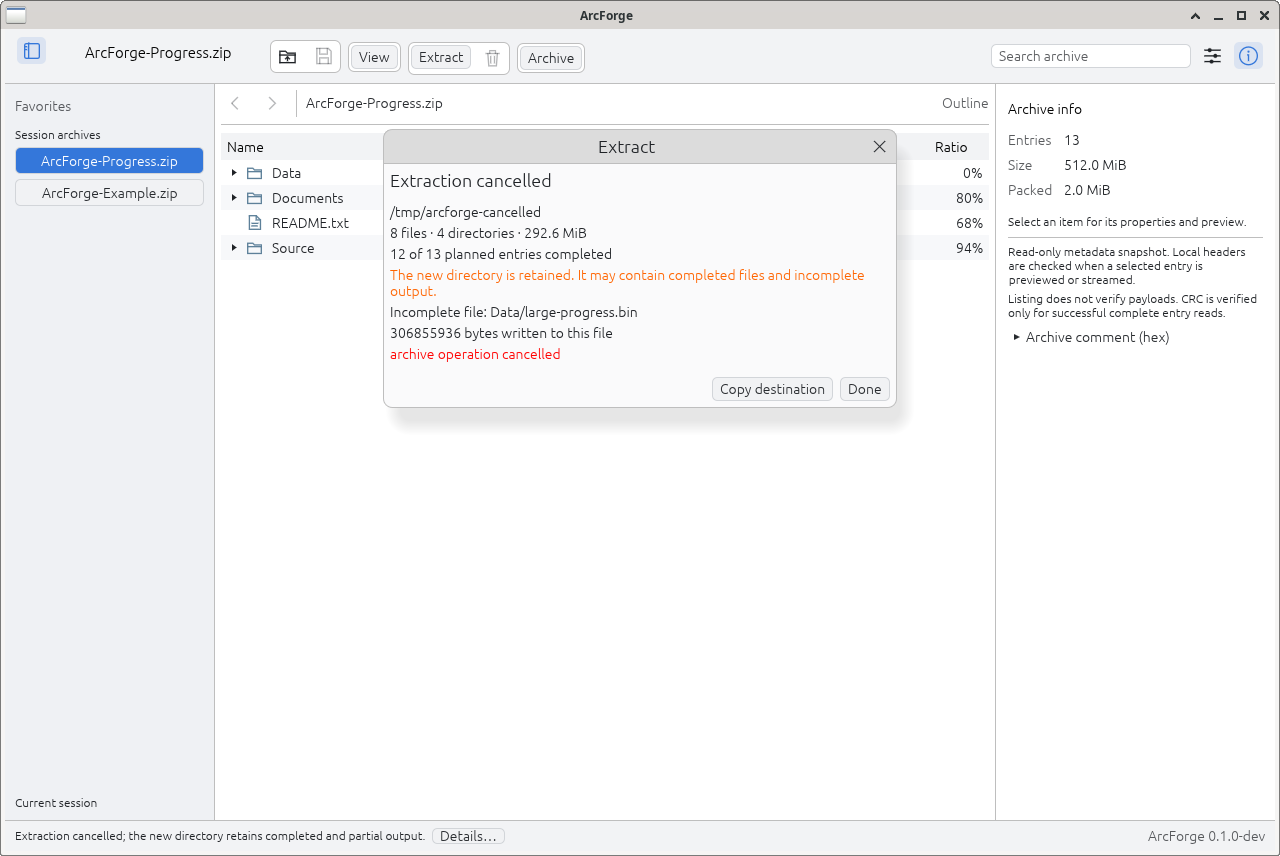 ArcForge
ArcForge-Progress.zip
View
Extract
Archive
Search archive
Favorites
Session archives
ArcForge-Progress.zip
ArcForge-Example.zip
Current session
ArcForge-Progress.zip
Outline
Name
Ratio
Data
0%
Documents
80%
README.txt
68%
Source
94%
Extract
Extraction cancelled
/tmp/arcforge-cancelled
8 files · 4 directories · 292.6 MiB
12 of 13 planned entries completed
The new directory is retained. It may contain completed files and incomplete
output.
Incomplete file: Data/large-progress.bin
306855936 bytes written to this file
archive operation cancelled
Copy destination
Done
Archive info
Entries 13
Size 512.0 MiB
Packed 2.0 MiB
Select an item for its properties and preview.
Read-only metadata snapshot. Local headers
are checked when a selected entry is
previewed or streamed.
Listing does not verify payloads. CRC is verified
only for successful complete entry reads.
Archive comment (hex)
Extraction cancelled; the new directory retains completed and partial output.
Details...
ArcForge 0.1.0-dev